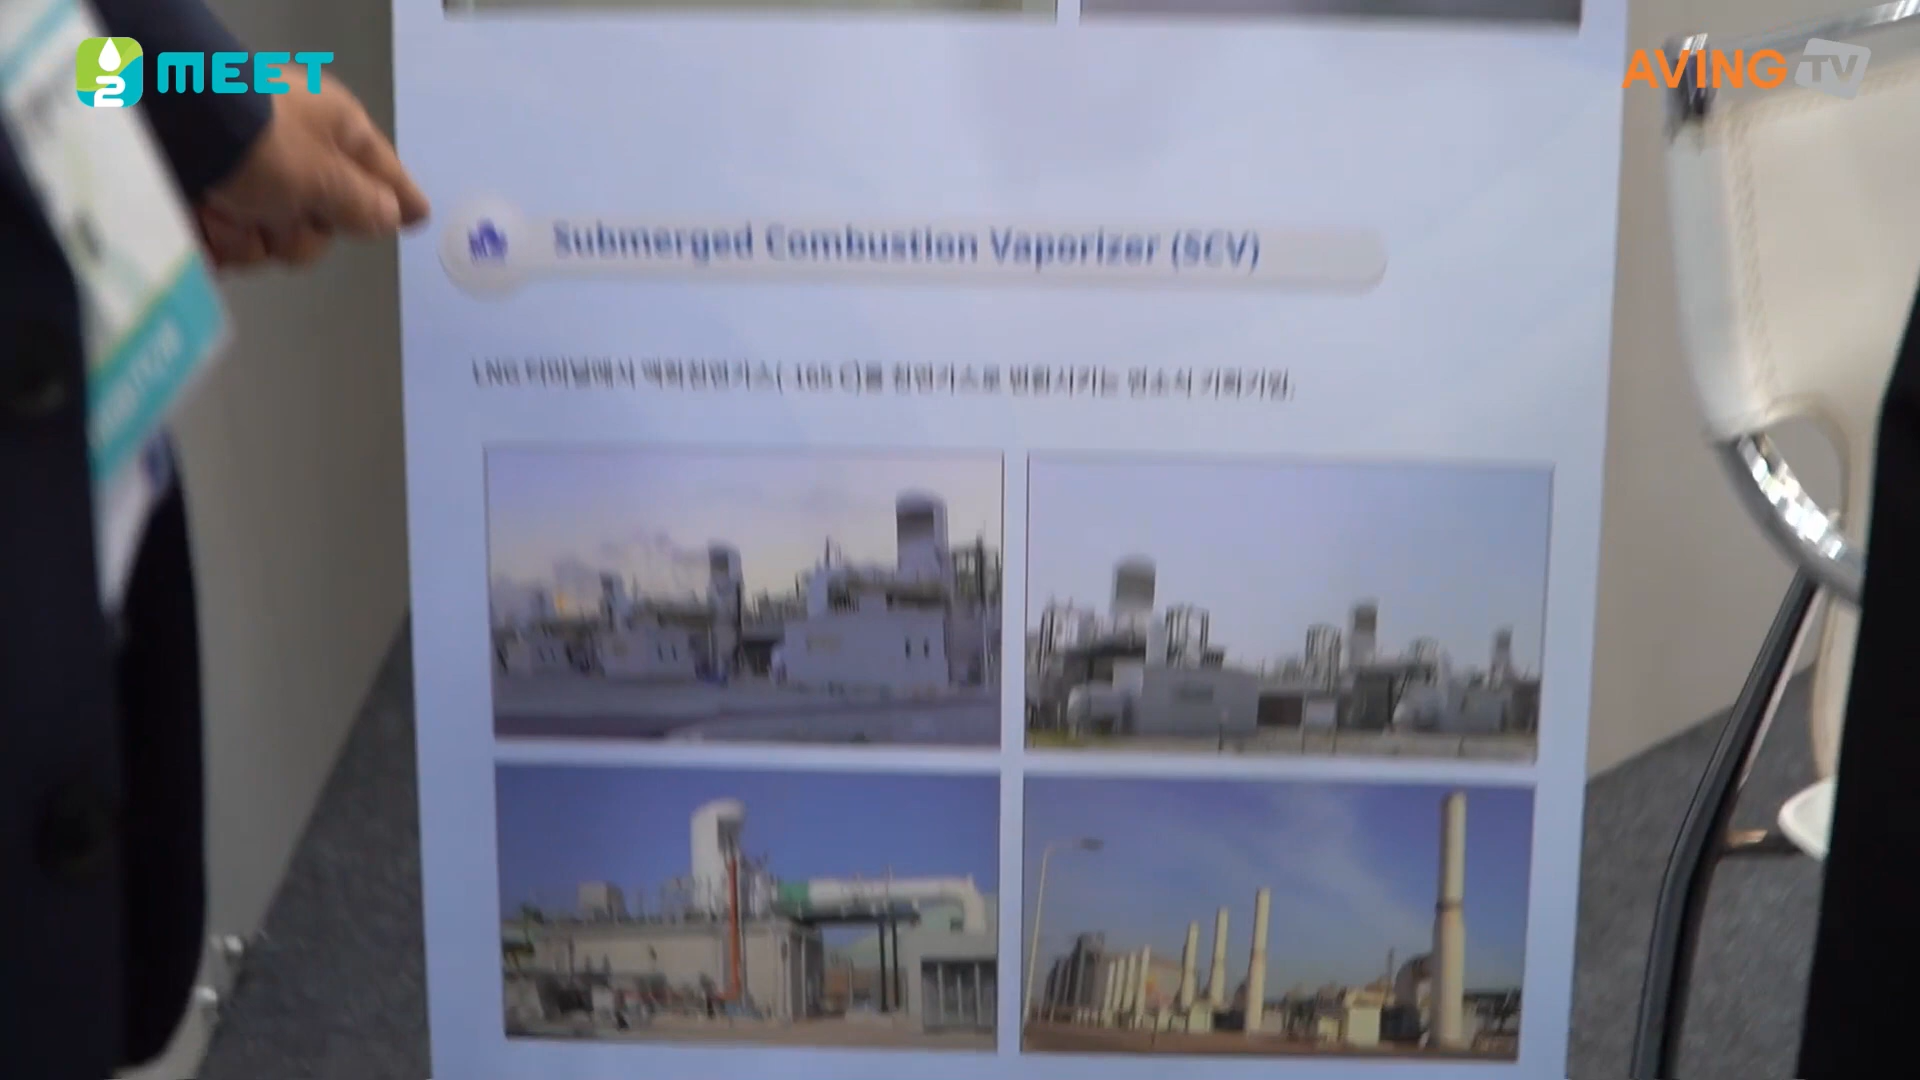 MEET
AVING TV
Submerged Combustion Vaporizer (SCV)
LNG 터미널에서 액화천연가스(-165℃)를 천연가스로 변환시키는 연소식 기화기임.